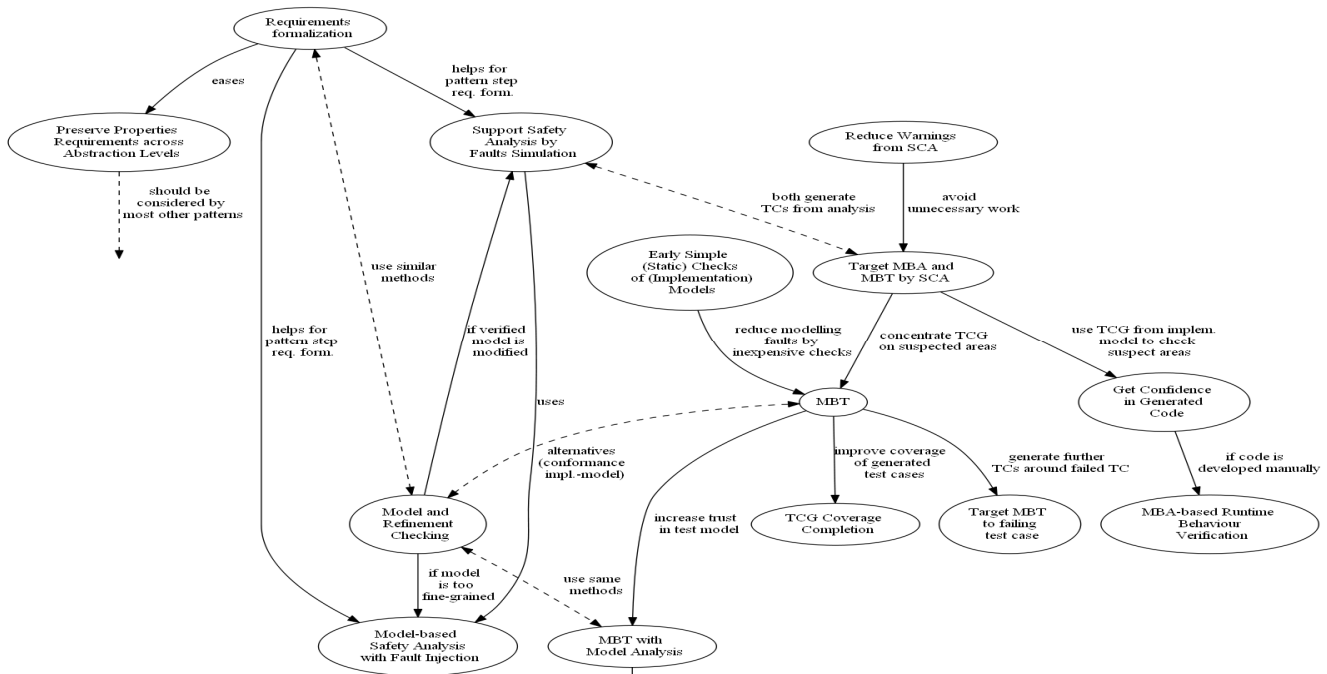 Requirements
formalization
eases
helps for
pattern step
req. form.
Preserve Properties
Requirements across
Abstraction Levels
Support Safety
Analysis by
Faults Simulation
Reduce Warnings
from SCA
should be
considered by
most other patterns
both generate
TCs from analysis
avoid
unnecessary work
Early Simple
(Static) Checks
of (Implementation)
Models
Target MBA and
MBT by SCA
use similar
methods
helps for
pattern step
req. form.
if verified
model is
modified
reduce modelling
faults by
inexpensive checks
concentrate TCG
on suspected areas
use TCG from implem.
model to check
suspect areas
uses
MBT
Get Confidence
in Generated
Code
alternatives
(conformance
impl.-model)
improve coverage
of generated
test cases
generate further
TCs around failed TC
if code is
developed manually
Model and
Refinement
Checking
increase trust
in test model
TCG Coverage
Completion
Target MBT
to failing
test case
MBA-based Runtime
Behaviour
Verification
if model
is too
fine-grained
use same
methods
Model-based
Safety Analysis
with Fault Injection
MBT with
Model Analysis